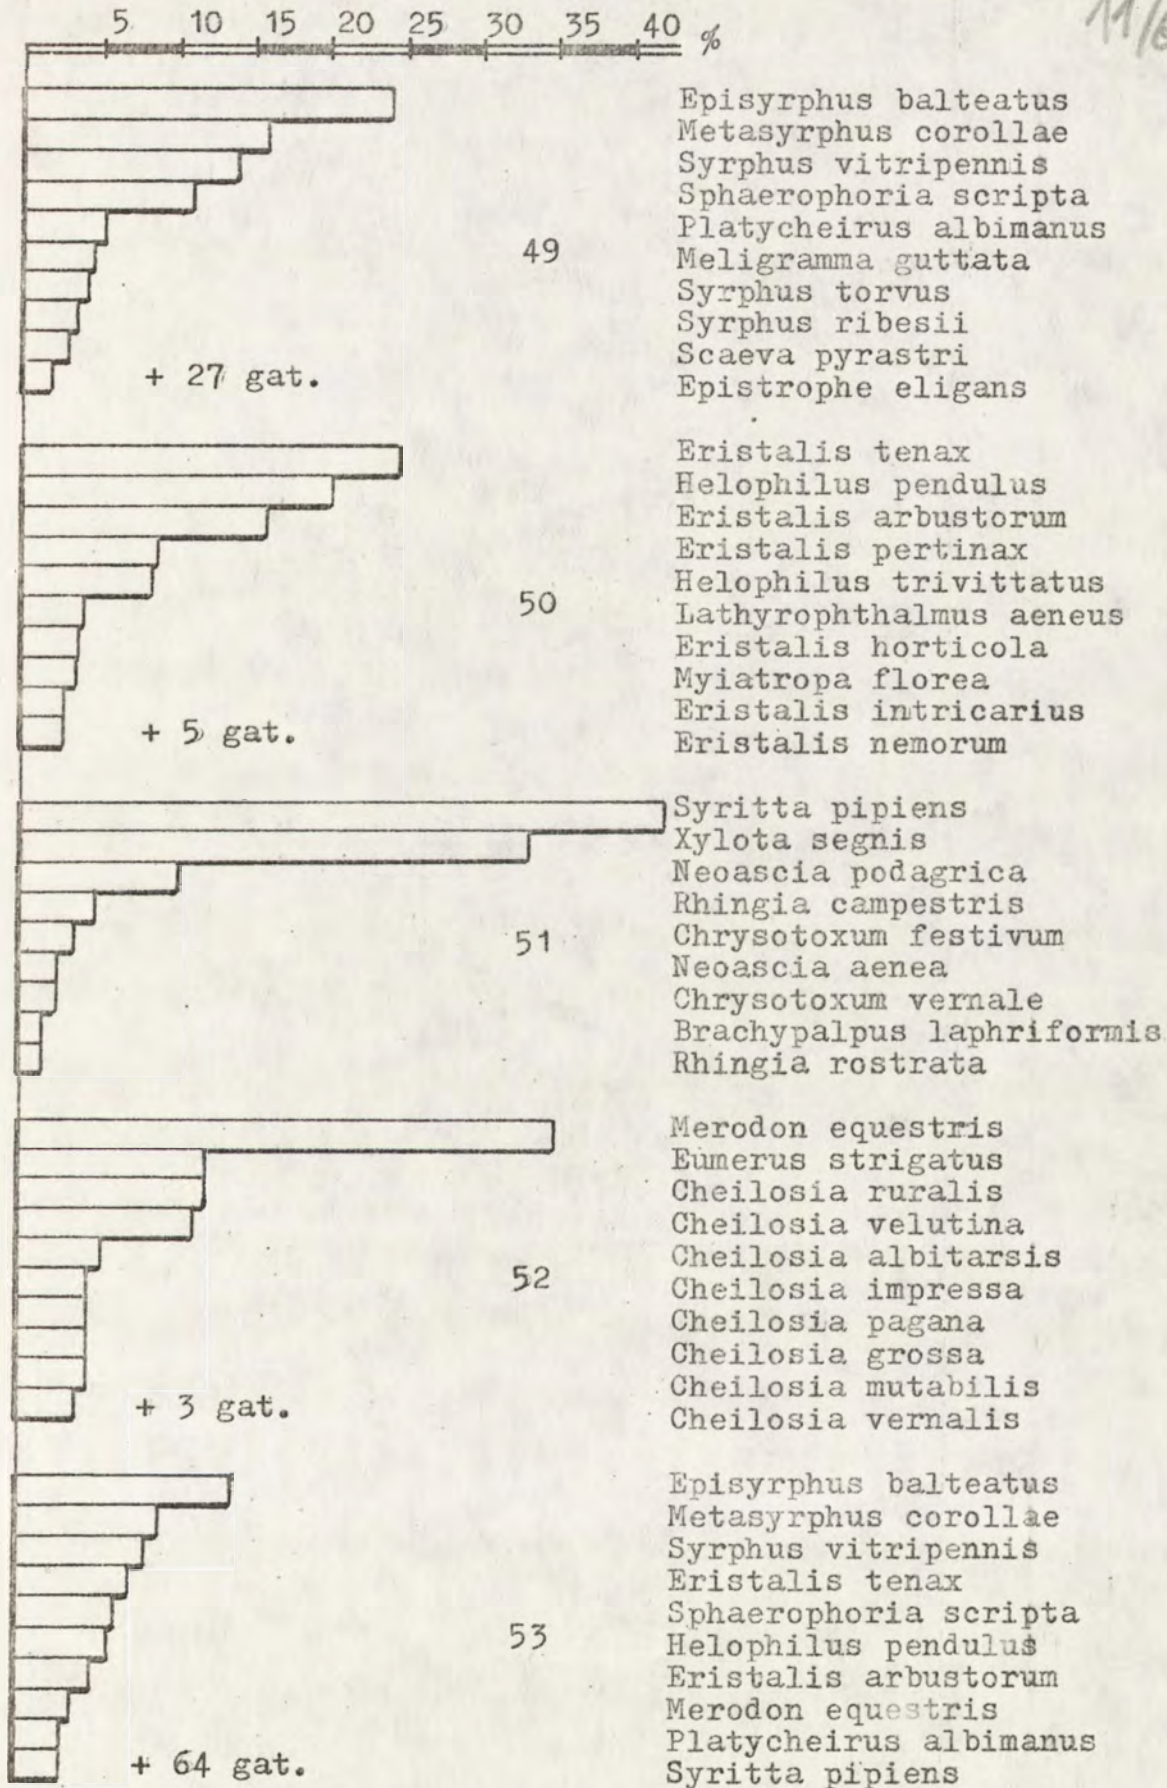 5 10 15 20 25 30 35 40 %
Episyrphus balteatus
Metasyrphus corollae
Syrphus vitripennis
Sphaerophoria scripta
Platycheirus albimanus
49
Meligramma guttata
Syrphus torvus
Syrphus ribesii
Scaeva pyrastri
+ 27 gat.
Epistrophe eligans
Eristalis tenax
Helophilus pendulus
Eristalis arbustorum
Eristalis pertinax
Helophilus trivittatus
50
Lathyrophthalmus aeneus
Eristalis horticola
Myiatropa florea
Eristalis intricarius
+ 5 gat.
Eristalis nemorum
Syritta pipiens
Xylota segnis
Neoascia podagrica
Rhingia campestris
51
Chrysotoxum festivum
Neoascia aenea
Chrysotoxum vernale
Brachypalpus laphriformis
Rhingia rostrata
Merodon equestris
Eumerus strigatus
Cheilosia ruralis
Cheilosia velutina
Cheilosia albitarsis
52
Cheilosia impressa
Cheilosia pagana
Cheilosia grossa
Cheilosia mutabilis
+ 3 gat.
Cheilosia vernalis
Episyrphus balteatus
Metasyrphus corollae
Syrphus vitripennis
Eristalis tenax
Sphaerophoria scripta
53
Helophilus pendulus
Eristalis arbustorum
Merodon equestris
Platycheirus albimanus
+ 64 gat.
Syritta pipiens